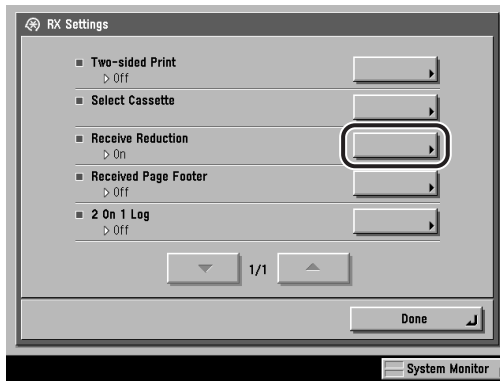 RX Settings
Two-sided Print
Off
Select Cassette
Receive Reduction
On
Received Page Footer
Off
2 On 1 Log
Off
1/1
Done
System Monitor